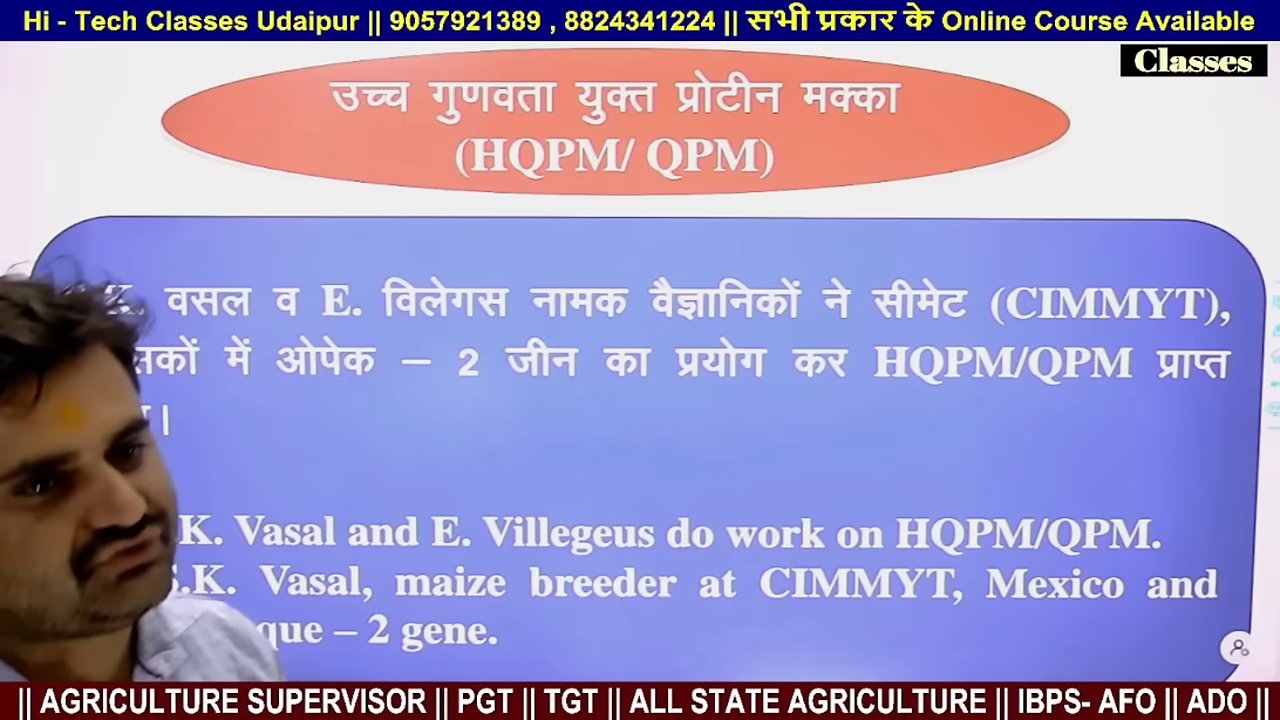 Hi - Tech Classes Udaipur || 9057921389 , 8824341224 || सभी प्रकार के Online Course Available
Classes
उच्च गुणवता युक्त प्रोटीन मक्का
(HQPM/ QPM)
K. वसल व E. विलेगस नामक वैज्ञानिकों ने सीमेट (CIMMYT),
में ओपेक – 2 जीन का प्रयोग कर HQPM/QPM प्राप्त
K. Vasal and E. Villegeus do work on HQPM/QPM.
S.K. Vasal, maize breeder at CIMMYT, Mexico and
– 2 gene.
|| AGRICULTURE SUPERVISOR || PGT || TGT || ALL STATE AGRICULTURE || IBPS- AFO || ADO ||